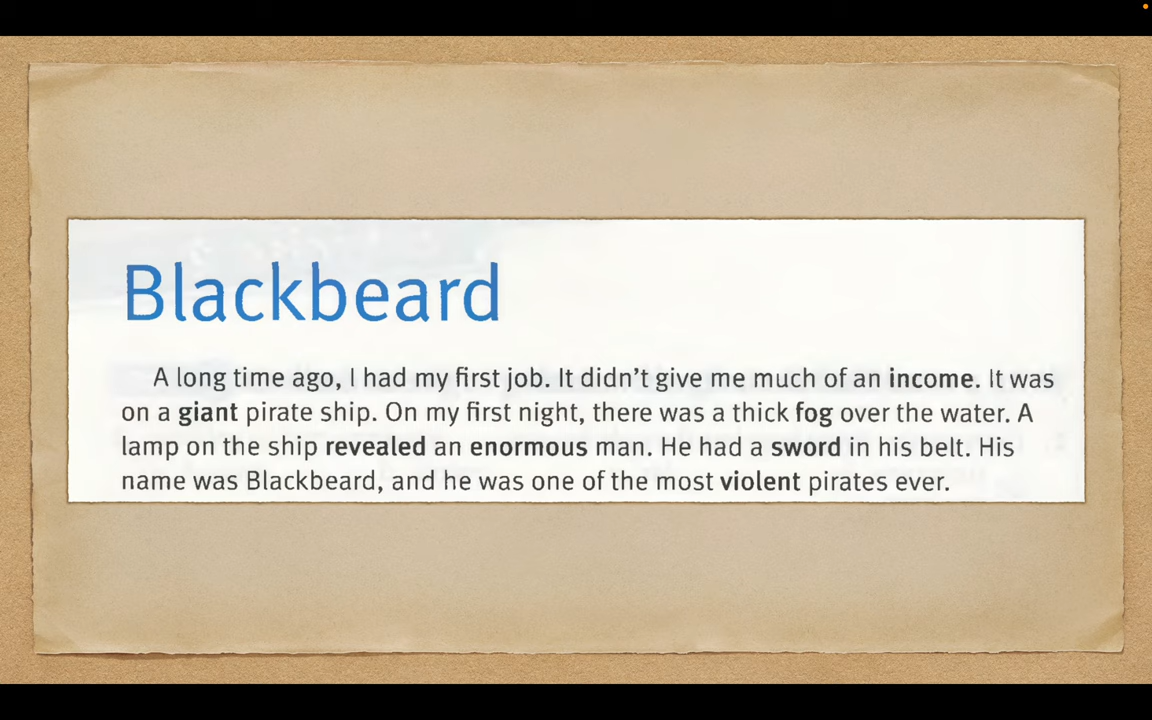 Blackbeard
A long time ago, I had my first job. It didn't give me much of an income. It was
on a giant pirate ship. On my first night, there was a thick fog over the water. A
lamp on the ship revealed an enormous man. He had a sword in his belt. His
name was Blackbeard, and he was one of the most violent pirates ever.